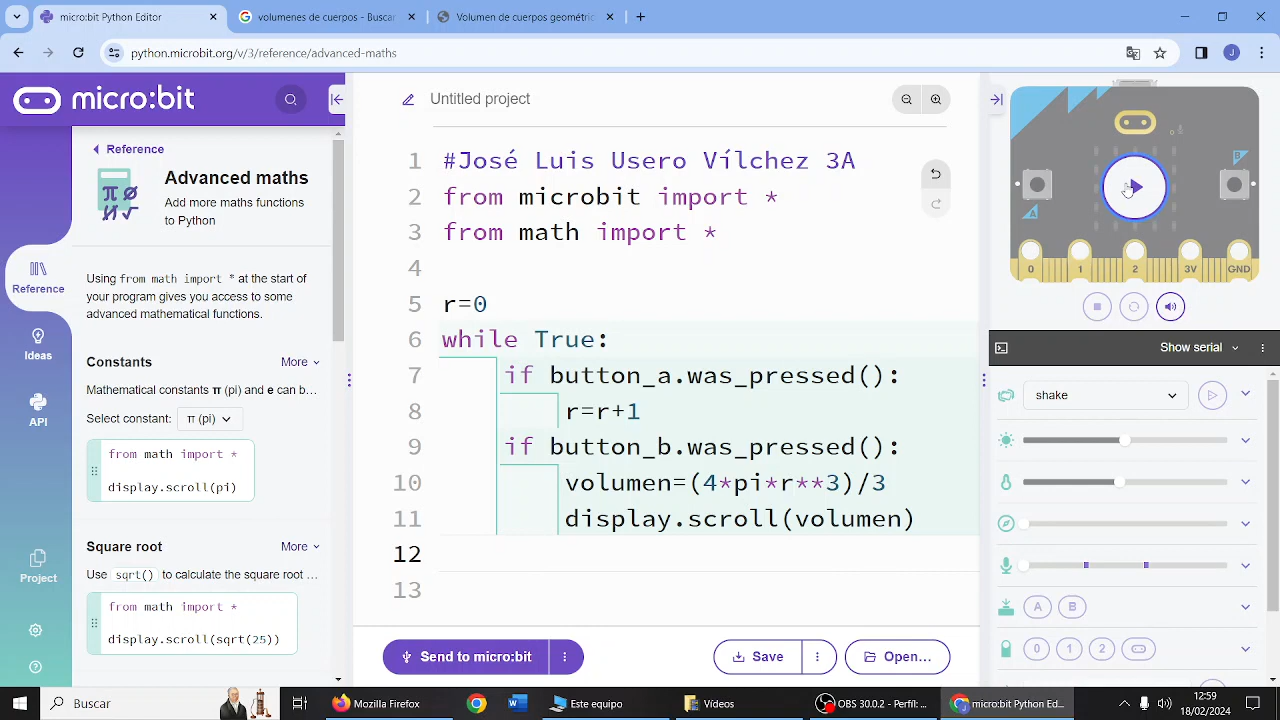 micro:bit Python Editor
volumenes de cuerpos - Buscar
Volumen de cuerpos geométric
python.microbit.org/v/3/reference/advanced-maths
J
micro:bit
Untitled project
Reference
Advanced maths
Add more maths functions
to Python
Reference
Ideas
API
Project
Using from math import * at the start of
your program gives you access to some
advanced mathematical functions.
Constants
More
Mathematical constants π (pi) and e can b...
Select constant: π (pi)
from math import *
display.scroll(pi)
Square root
More
Use sqrt() to calculate the square root ...
from math import *
display.scroll(sqrt(25))
1 #José Luis Usero Vílchez 3A
2 from microbit import *
3 from math import *
4
5 r=0
6 while True:
7 if button_a.was_pressed():
8 r=r+1
9 if button_b.was_pressed():
10 volumen=(4*pi*r**3)/3
11 display.scroll(volumen)
12
13
Send to micro:bit
Save
Open...
A
B
0 1 2 3V GND
Show serial
shake
A B
0 1 2
Buscar
Mozilla Firefox
Este equipo
Vídeos
OBS 30.0.2 - Perfil: ...
micro:bit Python Ed...
12:59
18/02/2024